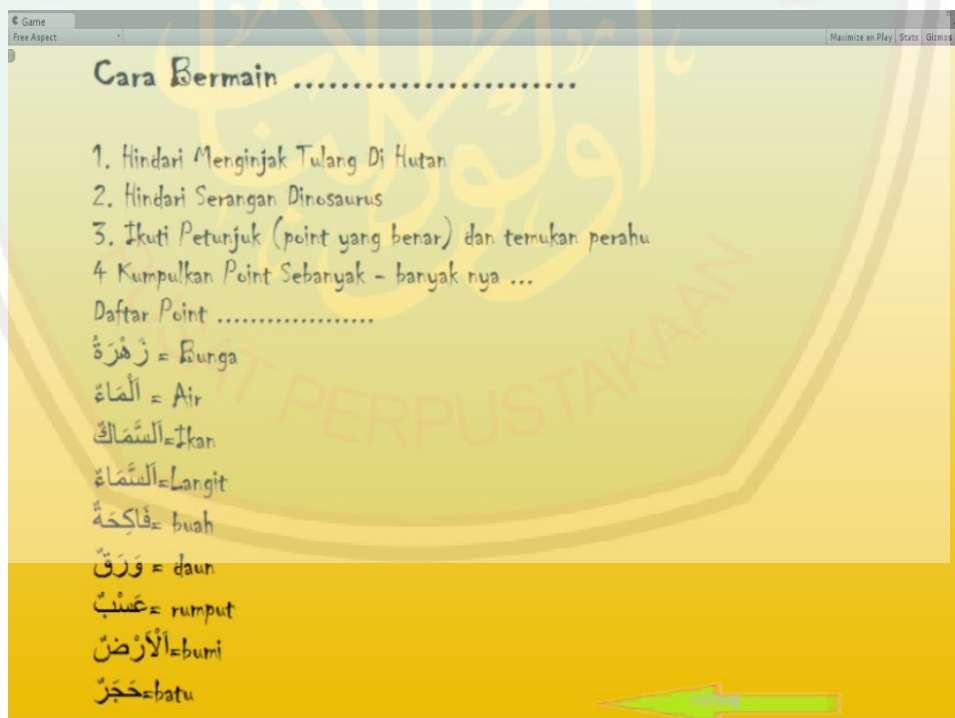 Game
Free Aspect
Maximize on Play Stats Gizmos
Cara Bermain ........................
1. Hindari Menginjak Tulang Di Hutan
2. Hindari Serangan Dinosaurus
3. Ikuti Petunjuk (point yang benar) dan temukan perahu
4 Kumpulkan Point Sebanyak - banyak nya ...
Daftar Point ...................
زَهْرَةٌ = Bunga
اَلْمَاءٌ = Air
اَلسَّمَاكٌ=Ikan
اَلسَّمَاءٌ=Langit
فَاكِحَةٌ= buah
وَرَقٌ = daun
عَسْبٌ= rumput
اَلْاَرْضٌ=bumi
حَجَرٌ=batu
PUSAT PERPUSTAKAAN